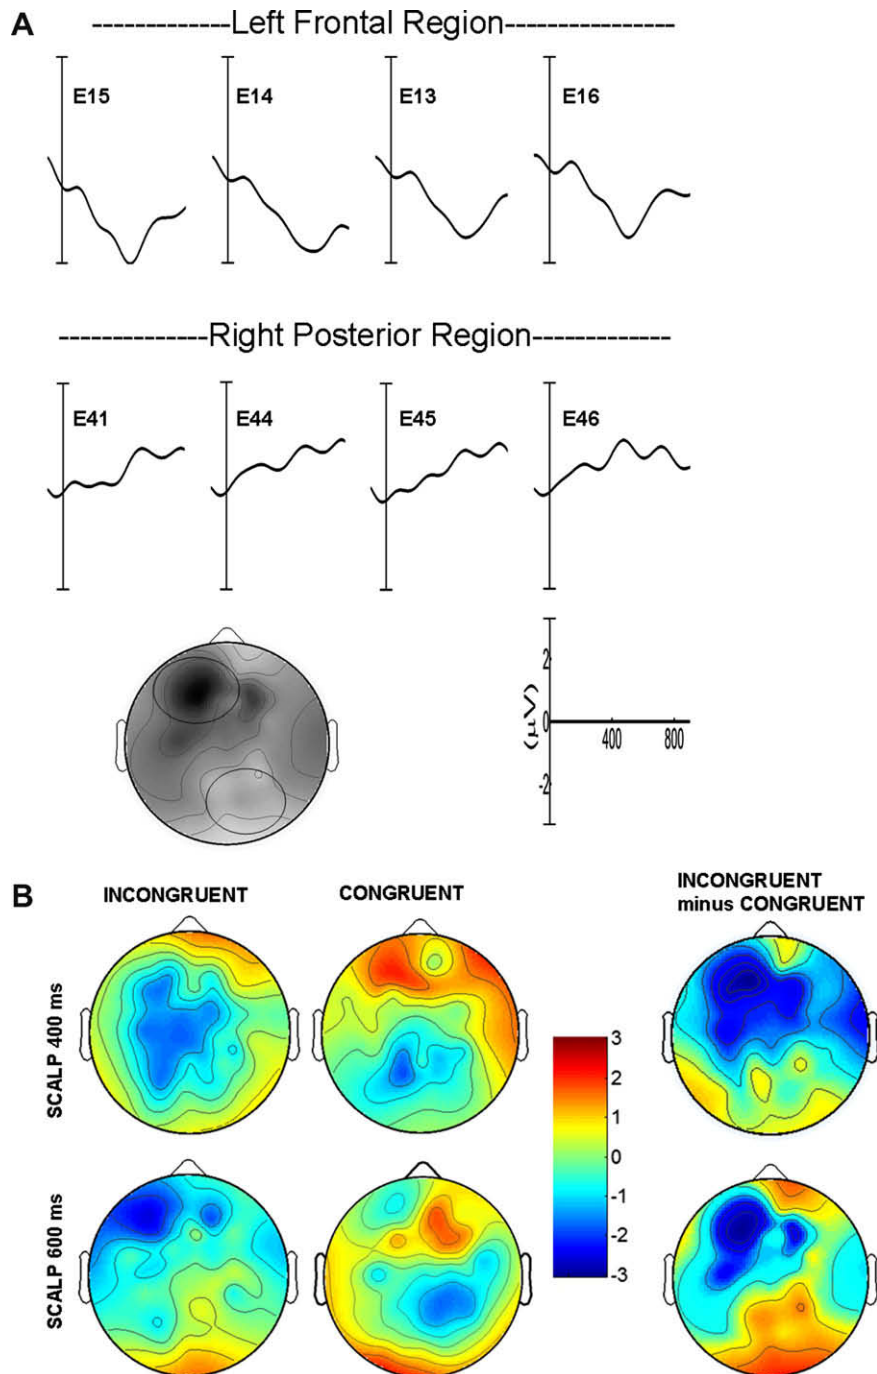 A
-------------Left Frontal Region---------------
E15
E14
E13
E16
-------------Right Posterior Region------------
E41
E44
E45
E46
2
(μV)
0
400
800
-2
B
INCONGRUENT
CONGRUENT
INCONGRUENT
minus CONGRUENT
SCALP 400 ms
3
2
1
0
-1
-2
-3
SCALP 600 ms